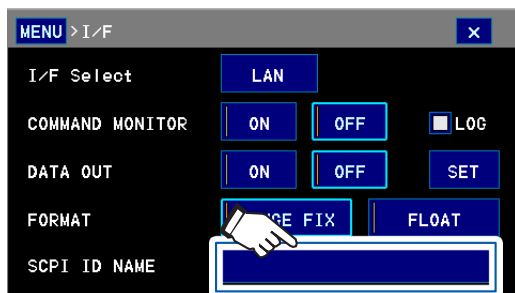 MENU > I/F ×
I/F Select LAN
COMMAND MONITOR ON OFF LOG
DATA OUT ON OFF SET
FORMAT FIX FLOAT
SCPI ID NAME